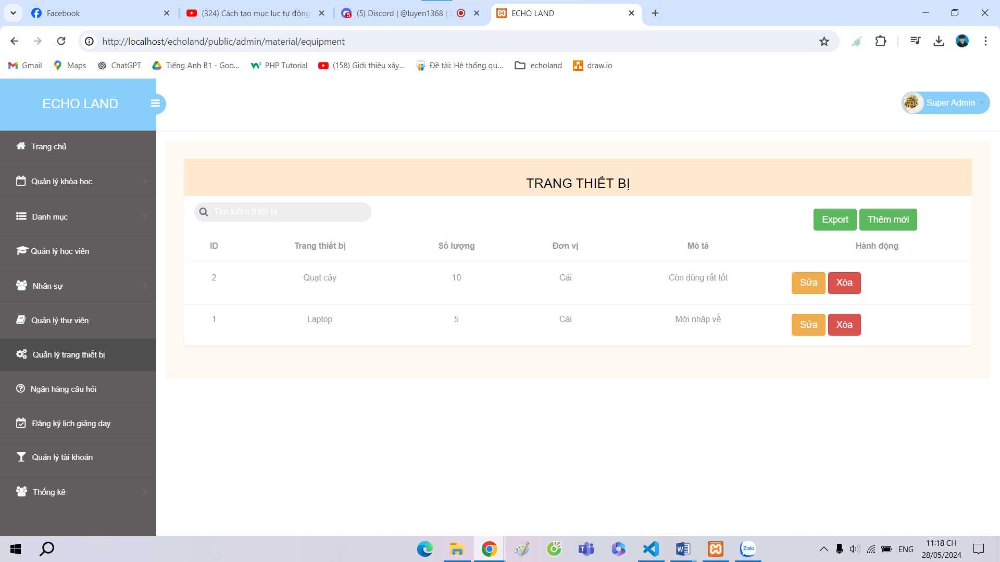 Facebook
(324) Cách tạo mục lục tự động
(5) Discord | @luyen1368 | S
ECHO LAND
http://localhost/echoland/public/admin/material/equipment
Gmail
Maps
ChatGPT
Tiếng Anh B1 - Goo...
PHP Tutorial
(158) Giới thiệu xây...
Đề tài: Hệ thống qu...
echoland
draw.io
ECHO LAND
Super Admin
Trang chủ
Quản lý khóa học
Danh mục
Quản lý học viên
Nhân sự
Quản lý thư viện
Quản lý trang thiết bị
Ngân hàng câu hỏi
Đăng ký lịch giảng dạy
Quản lý tài khoản
Thống kê
TRANG THIẾT BỊ
Tìm kiếm thiết bị
Export Thêm mới
ID Trang thiết bị Số lượng Đơn vị Mô tả Hành động
2 Quạt cây 10 Cái Còn dùng rất tốt Sửa Xóa
1 Laptop 5 Cái Mới nhập về Sửa Xóa
Zalo
ENG
11:18 CH
28/05/2024